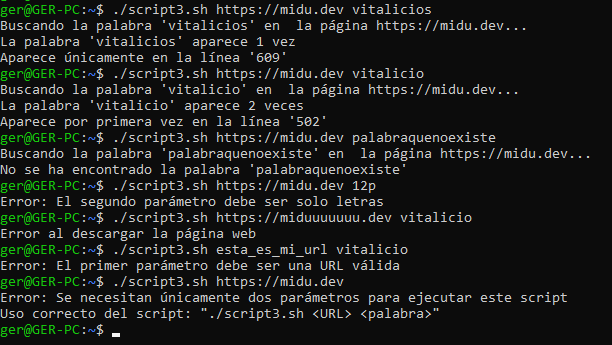 ger@GER-PC:~$ ./script3.sh https://midu.dev vitalicios
Buscando la palabra 'vitalicios' en  la página https://midu.dev...
La palabra 'vitalicios' aparece 1 vez
Aparece únicamente en la línea '609'
ger@GER-PC:~$ ./script3.sh https://midu.dev vitalicio
Buscando la palabra 'vitalicio' en  la página https://midu.dev...
La palabra 'vitalicio' aparece 2 veces
Aparece por primera vez en la línea '502'
ger@GER-PC:~$ ./script3.sh https://midu.dev palabraquenoexiste
Buscando la palabra 'palabraquenoexiste' en  la página https://midu.dev...
No se ha encontrado la palabra 'palabraquenoexiste'
ger@GER-PC:~$ ./script3.sh https://midu.dev 12p
Error: El segundo parámetro debe ser solo letras
ger@GER-PC:~$ ./script3.sh https://miduuuuuuu.dev vitalicio
Error al descargar la página web
ger@GER-PC:~$ ./script3.sh esta_es_mi_url vitalicio
Error: El primer parámetro debe ser una URL válida
ger@GER-PC:~$ ./script3.sh https://midu.dev
Error: Se necesitan únicamente dos parámetros para ejecutar este script
Uso correcto del script: "./script3.sh <URL> <palabra>"
ger@GER-PC:~$